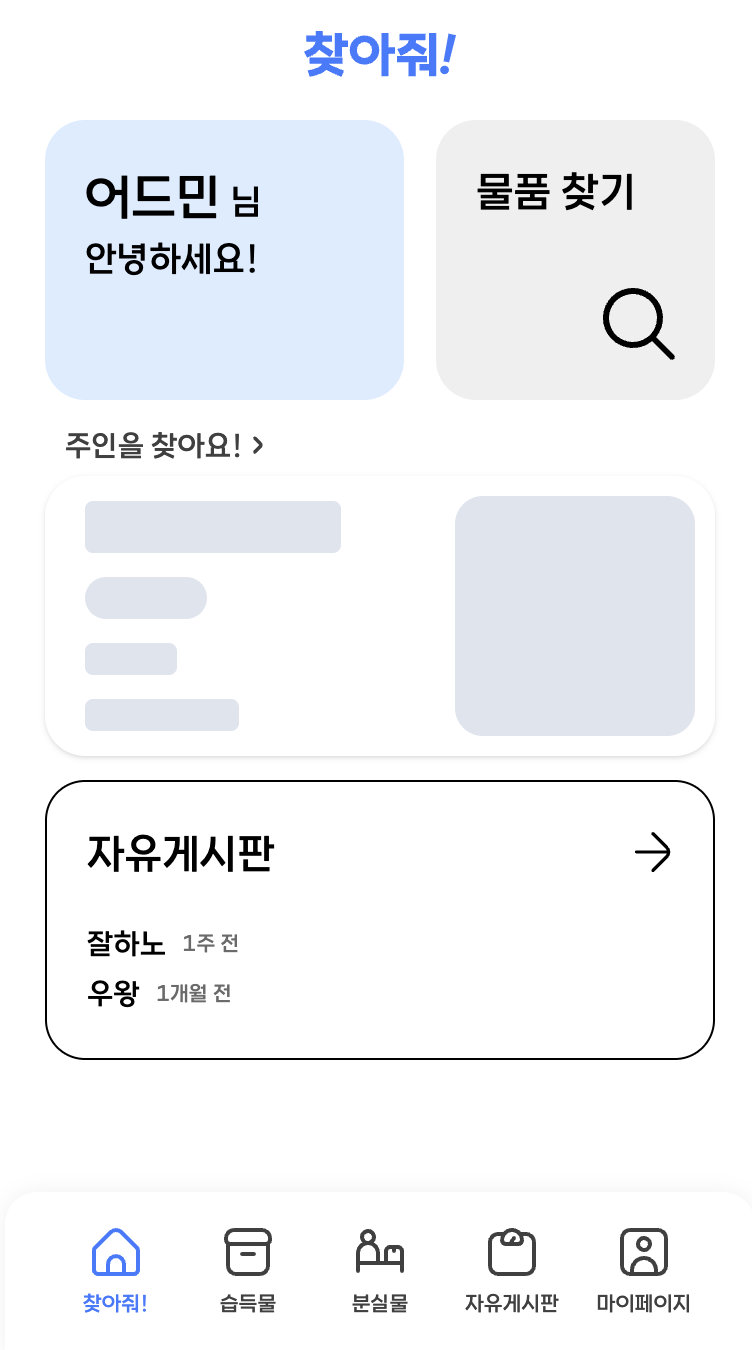 찾아줘!
어드민 님
안녕하세요!
물품 찾기
주인을 찾아요!
자유게시판
잘하노 1주 전
우왕 1개월 전
찾아줘! 습득물 분실물 자유게시판 마이페이지